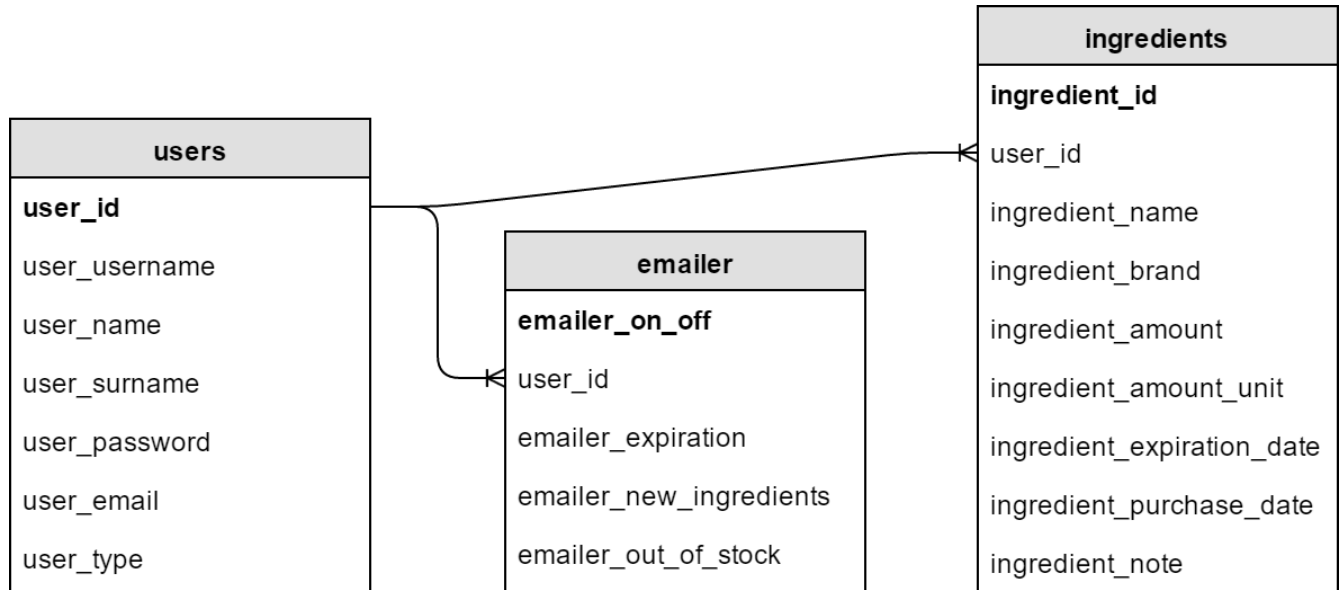 users
user_id
user_username
user_name
user_surname
user_password
user_email
user_type
emailer
emailer_on_off
user_id
emailer_expiration
emailer_new_ingredients
emailer_out_of_stock
ingredients
ingredient_id
user_id
ingredient_name
ingredient_brand
ingredient_amount
ingredient_amount_unit
ingredient_expiration_date
ingredient_purchase_date
ingredient_note